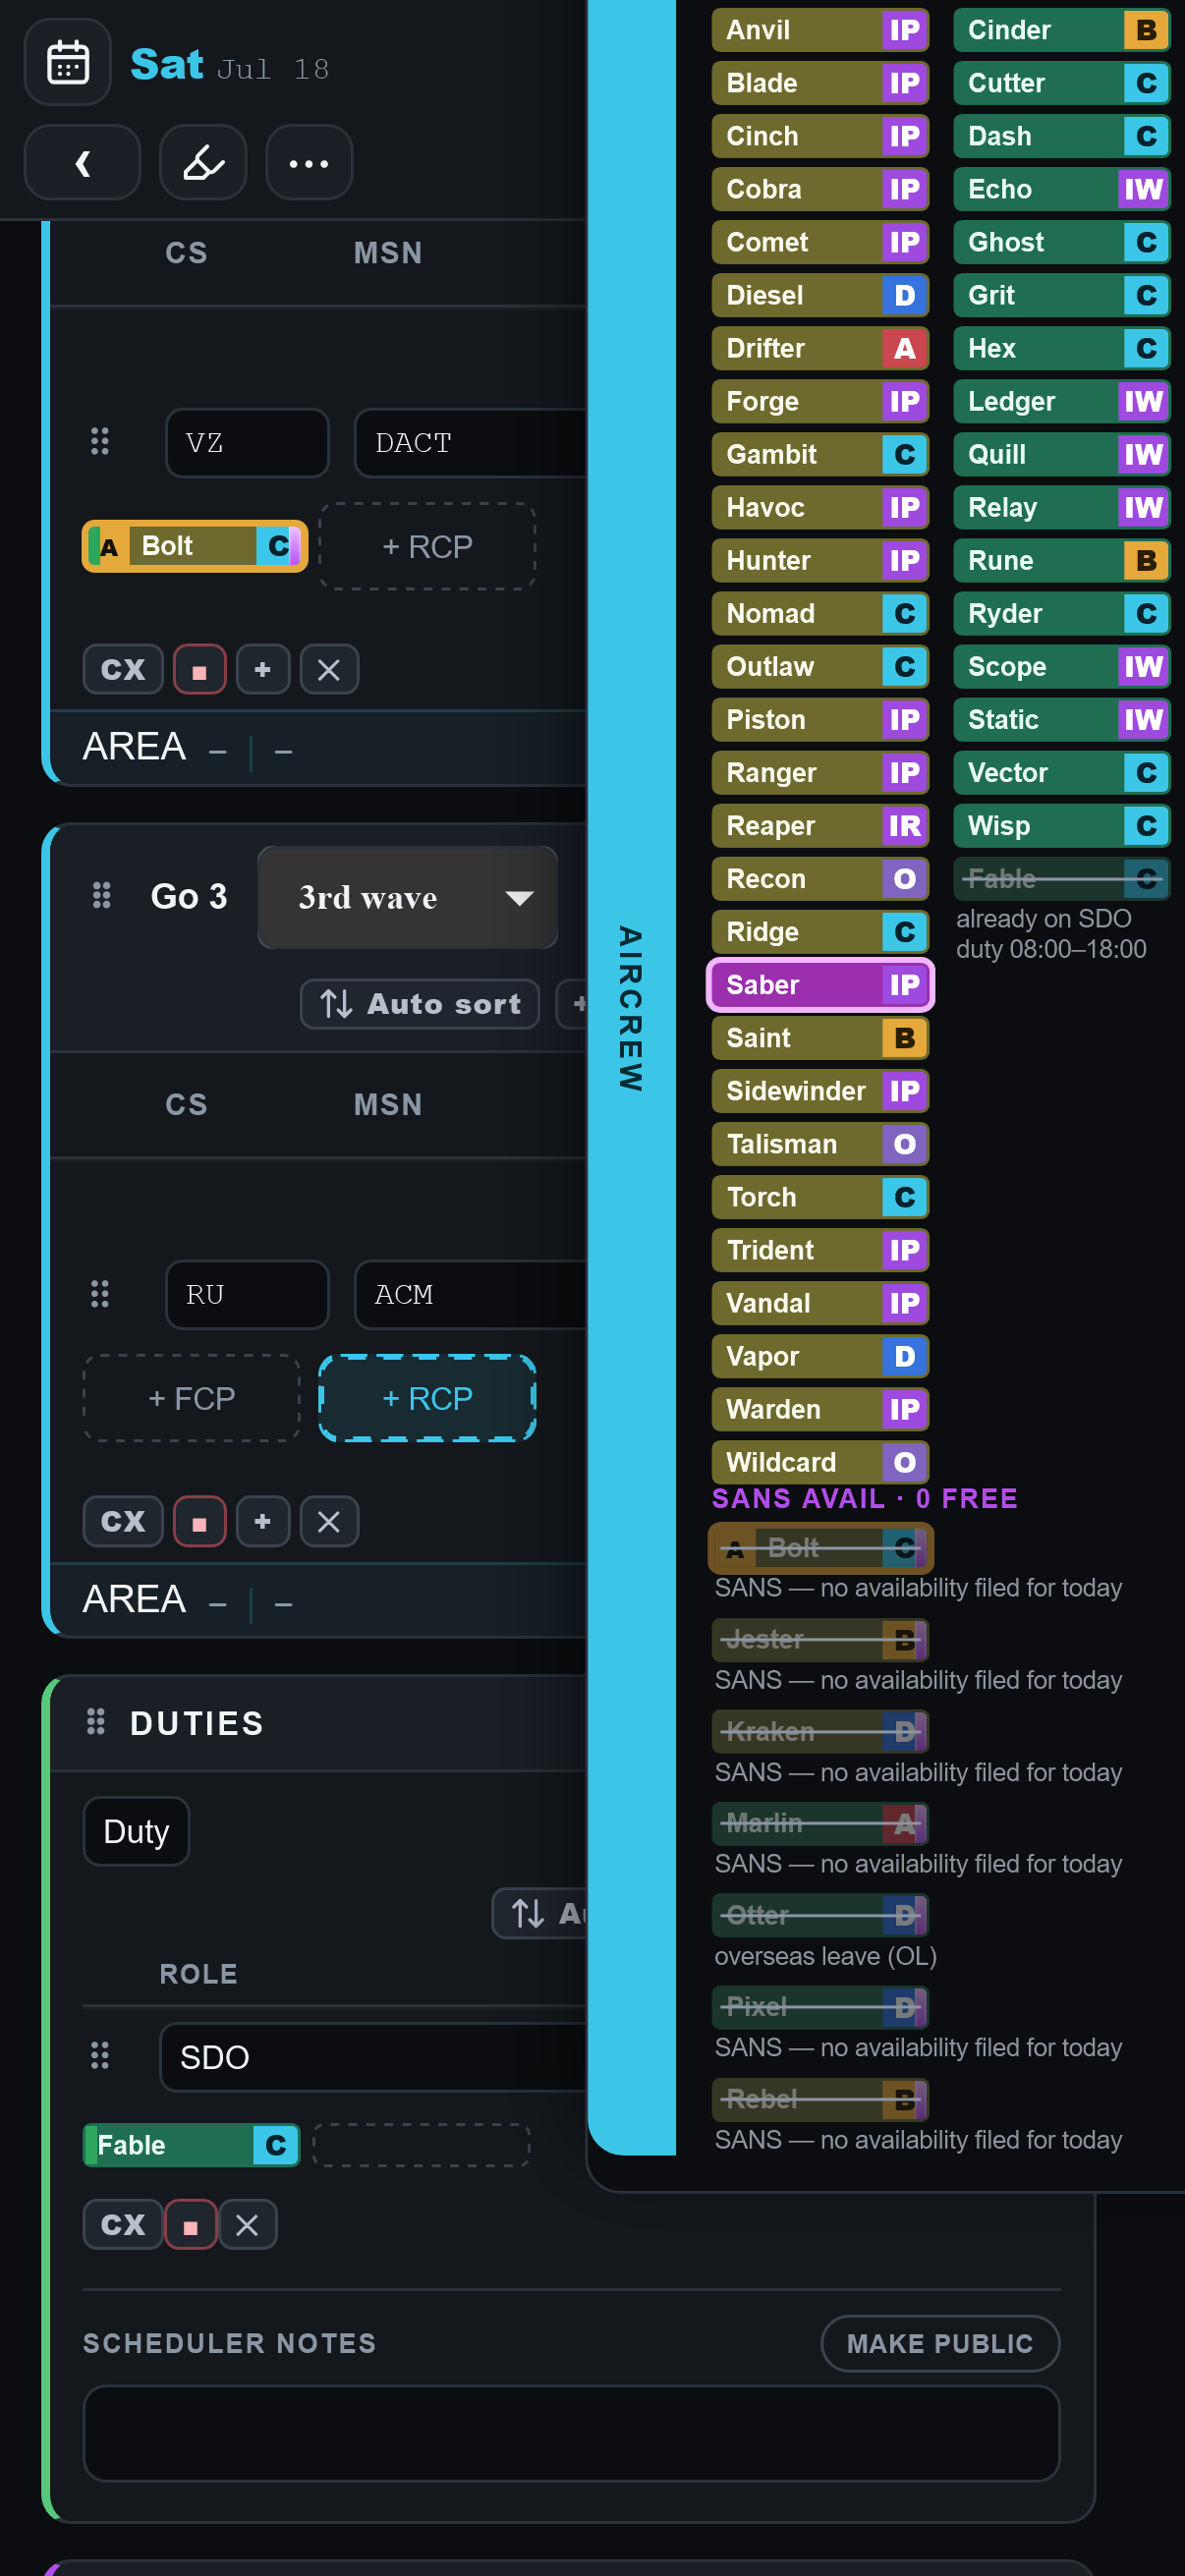 Sat Jul 18
‹
...
CS MSN
VZ DACT
A Bolt C + RCP
CX + ×
AREA – | –
Go 3 3rd wave
Auto sort +
CS MSN
RU ACM
+ FCP + RCP
CX + ×
AREA – | –
DUTIES
Duty
ROLE
SDO
Fable C
CX ×
SCHEDULER NOTES MAKE PUBLIC
AIRCREW
Anvil IP
Blade IP
Cinch IP
Cobra IP
Comet IP
Diesel D
Drifter A
Forge IP
Gambit C
Havoc IP
Hunter IP
Nomad C
Outlaw C
Piston IP
Ranger IP
Reaper IR
Recon O
Ridge C
Saber IP
Saint B
Sidewinder IP
Talisman O
Torch C
Trident IP
Vandal IP
Vapor D
Warden IP
Wildcard O
Cinder B
Cutter C
Dash C
Echo IW
Ghost C
Grit C
Hex C
Ledger IW
Quill IW
Relay IW
Rune B
Ryder C
Scope IW
Static IW
Vector C
Wisp C
Fable C
already on SDO
duty 08:00–18:00
SANS AVAIL · 0 FREE
A Bolt C
SANS — no availability filed for today
Jester B
SANS — no availability filed for today
Kraken D
SANS — no availability filed for today
Marlin A
SANS — no availability filed for today
Otter D
overseas leave (OL)
Pixel D
SANS — no availability filed for today
Rebel B
SANS — no availability filed for today